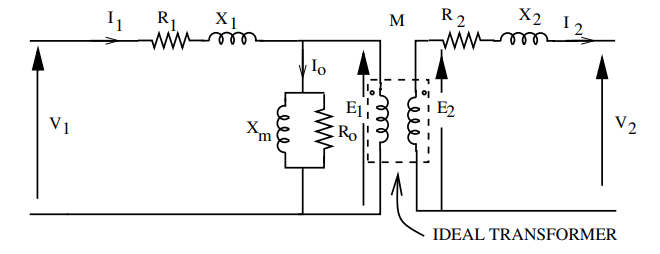 I1 R1 X1 M R2 X2 I2
Io
V1 Xm Ro E1 E2 V2
IDEAL TRANSFORMER